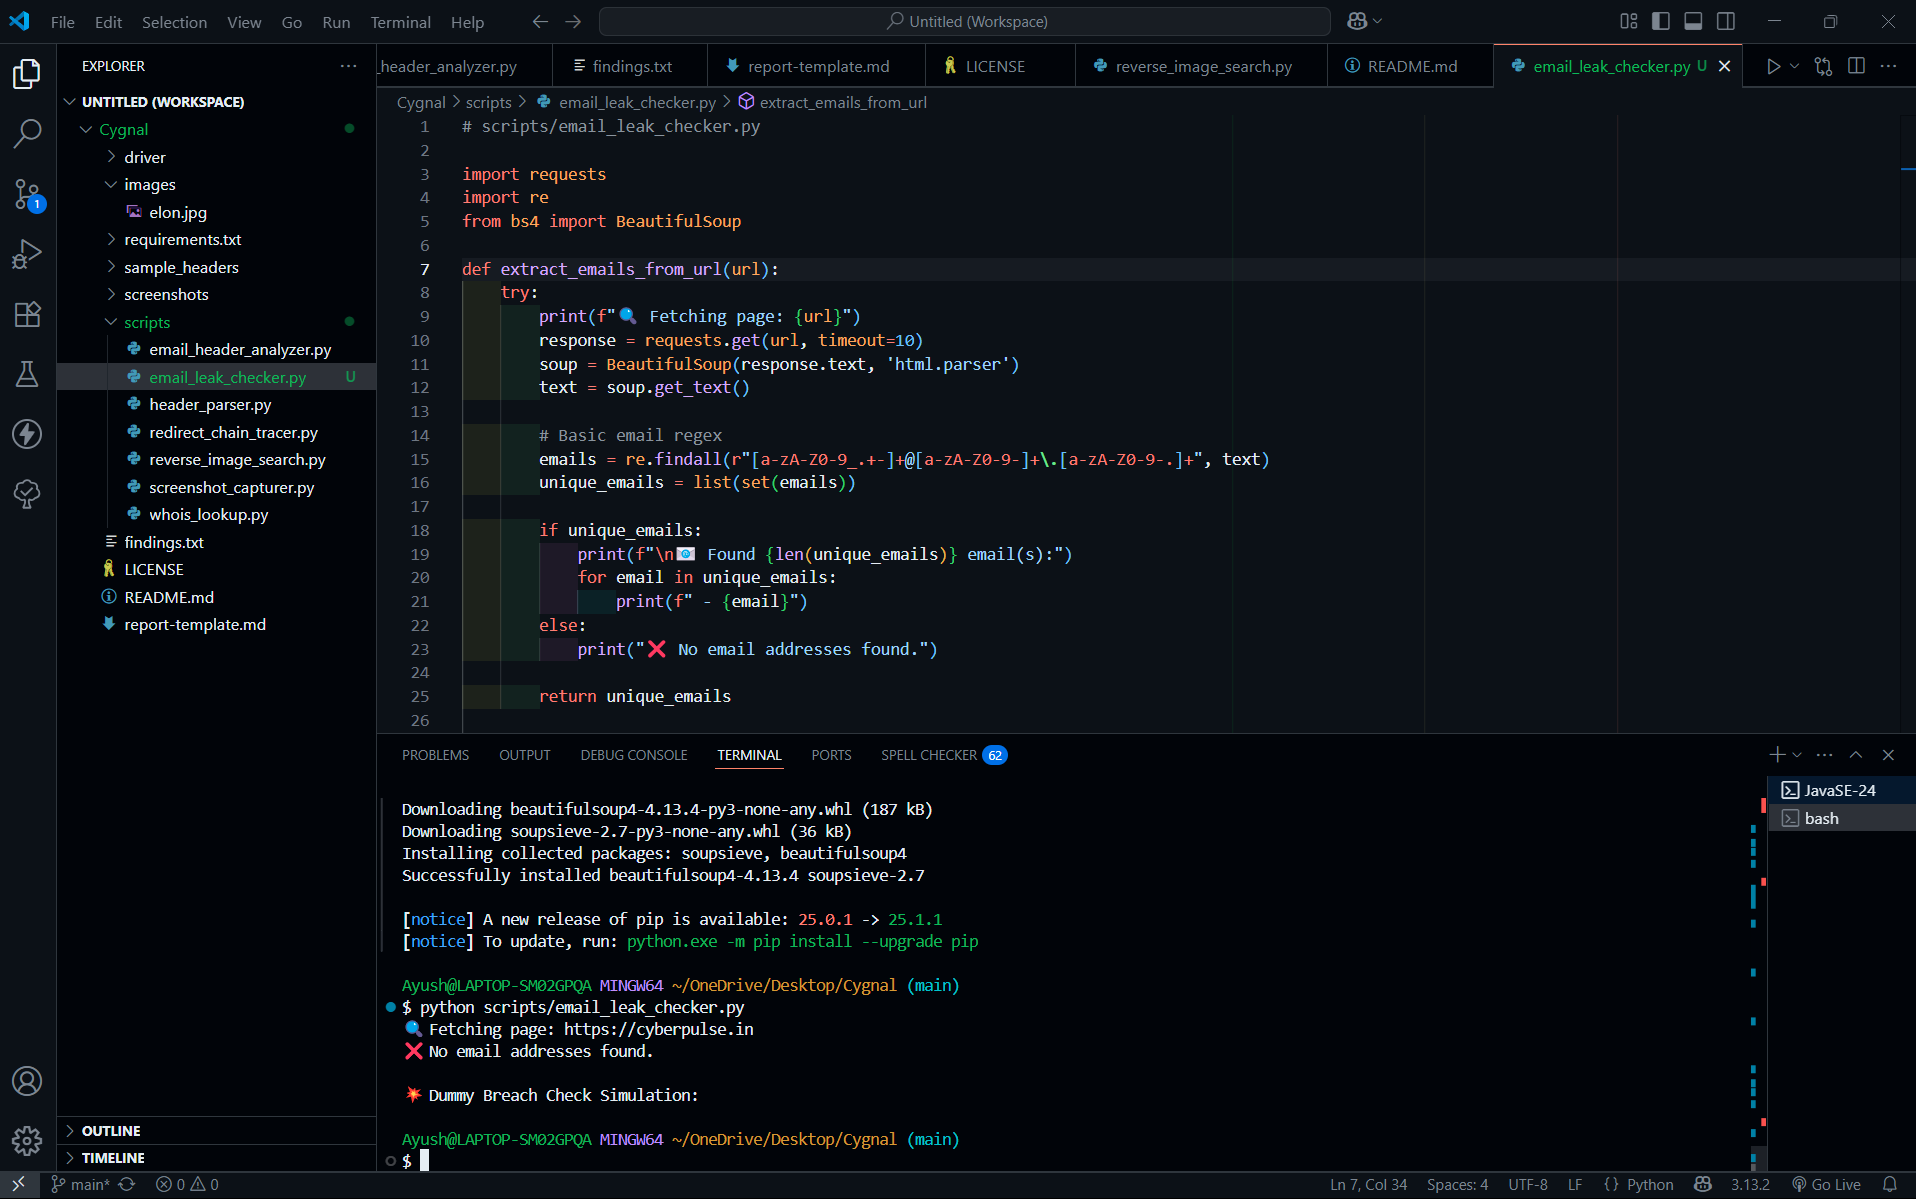 File Edit Selection View Go Run Terminal Help
Untitled (Workspace)
EXPLORER
UNTITLED (WORKSPACE)
Cygnal
driver
images
elon.jpg
requirements.txt
sample_headers
screenshots
scripts
email_header_analyzer.py
email_leak_checker.py U
header_parser.py
redirect_chain_tracer.py
reverse_image_search.py
screenshot_capturer.py
whois_lookup.py
findings.txt
LICENSE
README.md
report-template.md
OUTLINE
TIMELINE
1
_header_analyzer.py findings.txt report-template.md LICENSE reverse_image_search.py README.md email_leak_checker.py U
Cygnal > scripts > email_leak_checker.py > extract_emails_from_url
1 # scripts/email_leak_checker.py
2
3 import requests
4 import re
5 from bs4 import BeautifulSoup
6
7 def extract_emails_from_url(url):
8 try:
9 print(f"🔍 Fetching page: {url}")
10 response = requests.get(url, timeout=10)
11 soup = BeautifulSoup(response.text, 'html.parser')
12 text = soup.get_text()
13
14 # Basic email regex
15 emails = re.findall(r"[a-zA-Z0-9_.+-]+@[a-zA-Z0-9-]+\.[a-zA-Z0-9-.]+", text)
16 unique_emails = list(set(emails))
17
18 if unique_emails:
19 print(f"\n📧 Found {len(unique_emails)} email(s):")
20 for email in unique_emails:
21 print(f" - {email}")
22 else:
23 print("❌ No email addresses found.")
24
25 return unique_emails
26
PROBLEMS OUTPUT DEBUG CONSOLE TERMINAL PORTS SPELL CHECKER 62
JavaSE-24
bash
Downloading beautifulsoup4-4.13.4-py3-none-any.whl (187 kB)
Downloading soupsieve-2.7-py3-none-any.whl (36 kB)
Installing collected packages: soupsieve, beautifulsoup4
Successfully installed beautifulsoup4-4.13.4 soupsieve-2.7
[notice] A new release of pip is available: 25.0.1 -> 25.1.1
[notice] To update, run: python.exe -m pip install --upgrade pip
Ayush@LAPTOP-SM02GPQA MINGW64 ~/OneDrive/Desktop/Cygnal (main)
$ python scripts/email_leak_checker.py
🔍 Fetching page: https://cyberpulse.in
❌ No email addresses found.
💥 Dummy Breach Check Simulation:
Ayush@LAPTOP-SM02GPQA MINGW64 ~/OneDrive/Desktop/Cygnal (main)
$
main* 0 0 Ln 7, Col 34 Spaces: 4 UTF-8 LF {} Python 3.13.2 Go Live